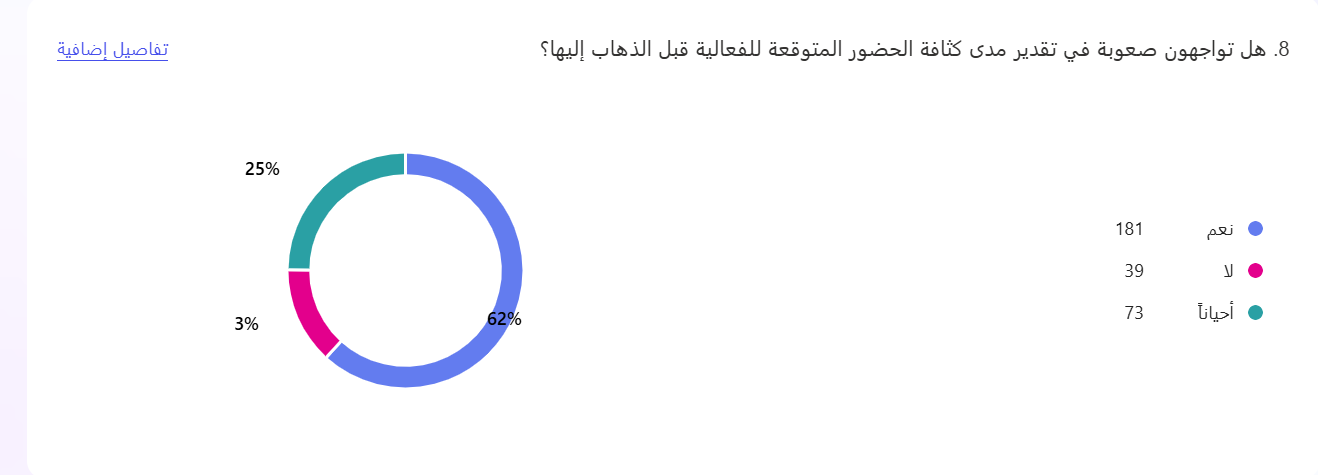 8. هل تواجهون صعوبة في تقدير مدى كثافة الحضور المتوقعة للفعالية قبل الذهاب إليها؟
تفاصيل إضافية
نعم 181
لا 39
أحياناً 73
25%
3%
62%